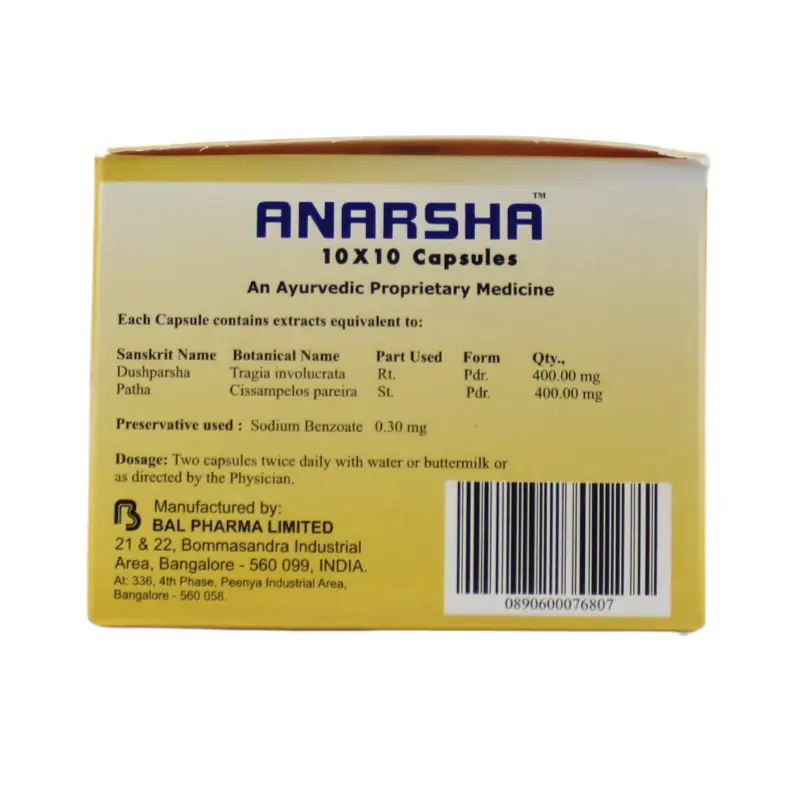 ANARSHA™
10X10 Capsules
An Ayurvedic Proprietary Medicine
Each Capsule contains extracts equivalent to:
Sanskrit Name Botanical Name Part Used Form Qty.,
Dushparsha Tragia involucrata Rt. Pdr. 400.00 mg
Patha Cissampelos pareira St. Pdr. 400.00 mg
Preservative used : Sodium Benzoate 0.30 mg
Dosage: Two capsules twice daily with water or buttermilk or
as directed by the Physician.
Manufactured by:
BAL PHARMA LIMITED
21 & 22, Bommasandra Industrial
Area, Bangalore - 560 099, INDIA.
At: 336, 4th Phase, Peenya Industrial Area,
Bangalore - 560 058.
0890600076807